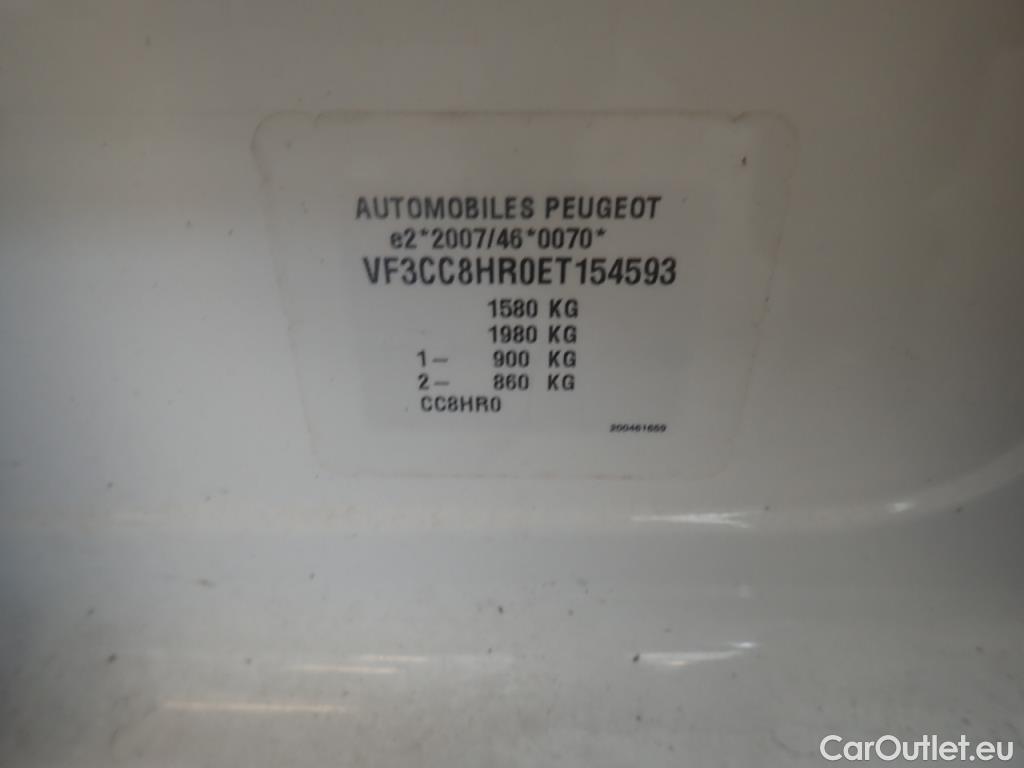 AUTOMOBILES PEUGEOT
e2*2007/46*0070*
VF3CC8HR0ET154593
1580 KG
1980 KG
1- 900 KG
2- 860 KG
CC8HR0
200461659
CarOutlet.eu